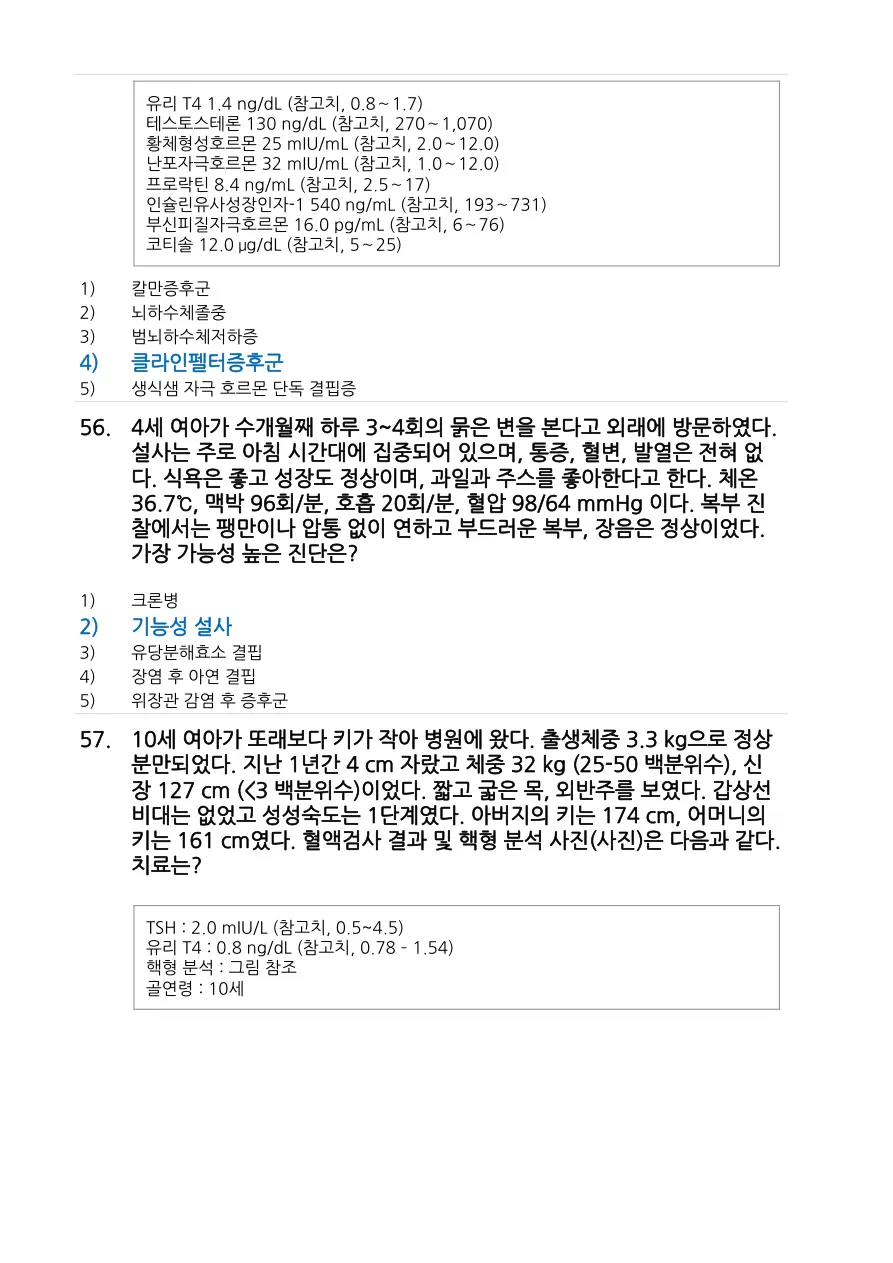 유리 T4 1.4 ng/dL (참고치, 0.8～1.7)
테스토스테론 130 ng/dL (참고치, 270～1,070)
황체형성호르몬 25 mIU/mL (참고치, 2.0～12.0)
난포자극호르몬 32 mIU/mL (참고치, 1.0～12.0)
프로락틴 8.4 ng/mL (참고치, 2.5～17)
인슐린유사성장인자-1 540 ng/mL (참고치, 193～731)
부신피질자극호르몬 16.0 pg/mL (참고치, 6～76)
코티솔 12.0 μg/dL (참고치, 5～25)
1) 칼만증후군
2) 뇌하수체졸중
3) 범뇌하수체저하증
4) 클라인펠터증후군
5) 생식샘 자극 호르몬 단독 결핍증
56. 4세 여아가 수개월째 하루 3~4회의 묽은 변을 본다고 외래에 방문하였다.
설사는 주로 아침 시간대에 집중되어 있으며, 통증, 혈변, 발열은 전혀 없
다. 식욕은 좋고 성장도 정상이며, 과일과 주스를 좋아한다고 한다. 체온
36.7℃, 맥박 96회/분, 호흡 20회/분, 혈압 98/64 mmHg 이다. 복부 진
찰에서는 팽만이나 압통 없이 연하고 부드러운 복부, 장음은 정상이었다.
가장 가능성 높은 진단은?
1) 크론병
2) 기능성 설사
3) 유당분해효소 결핍
4) 장염 후 아연 결핍
5) 위장관 감염 후 증후군
57. 10세 여아가 또래보다 키가 작아 병원에 왔다. 출생체중 3.3 kg으로 정상
분만되었다. 지난 1년간 4 cm 자랐고 체중 32 kg (25-50 백분위수), 신
장 127 cm (<3 백분위수)이었다. 짧고 굵은 목, 외반주를 보였다. 갑상선
비대는 없었고 성성숙도는 1단계였다. 아버지의 키는 174 cm, 어머니의
키는 161 cm였다. 혈액검사 결과 및 핵형 분석 사진(사진)은 다음과 같다.
치료는?
TSH : 2.0 mIU/L (참고치, 0.5~4.5)
유리 T4 : 0.8 ng/dL (참고치, 0.78 - 1.54)
핵형 분석 : 그림 참조
골연령 : 10세